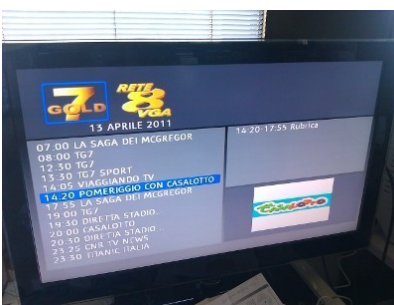 7
GOLD
RETE
8
VGA
13 APRILE 2011
07:00 LA SAGA DEI MCGREGOR
08:00 TG7
12.30 TG7
13.30 TG7 SPORT
14.05 VIAGGIANDO TV
14.20 POMERIGGIO CON CASALOTTO
17.55 LA SAGA DEI MCGREGOR
19.00 TG7
19.30 DIRETTA STADIO...
20.00 CASALOTTO
20.30 DIRETTA STADIO...
23.25 CNR TV NEWS
23.30 TITANIC ITALIA
14:20-17:55 Rubrica
CASALOTTO